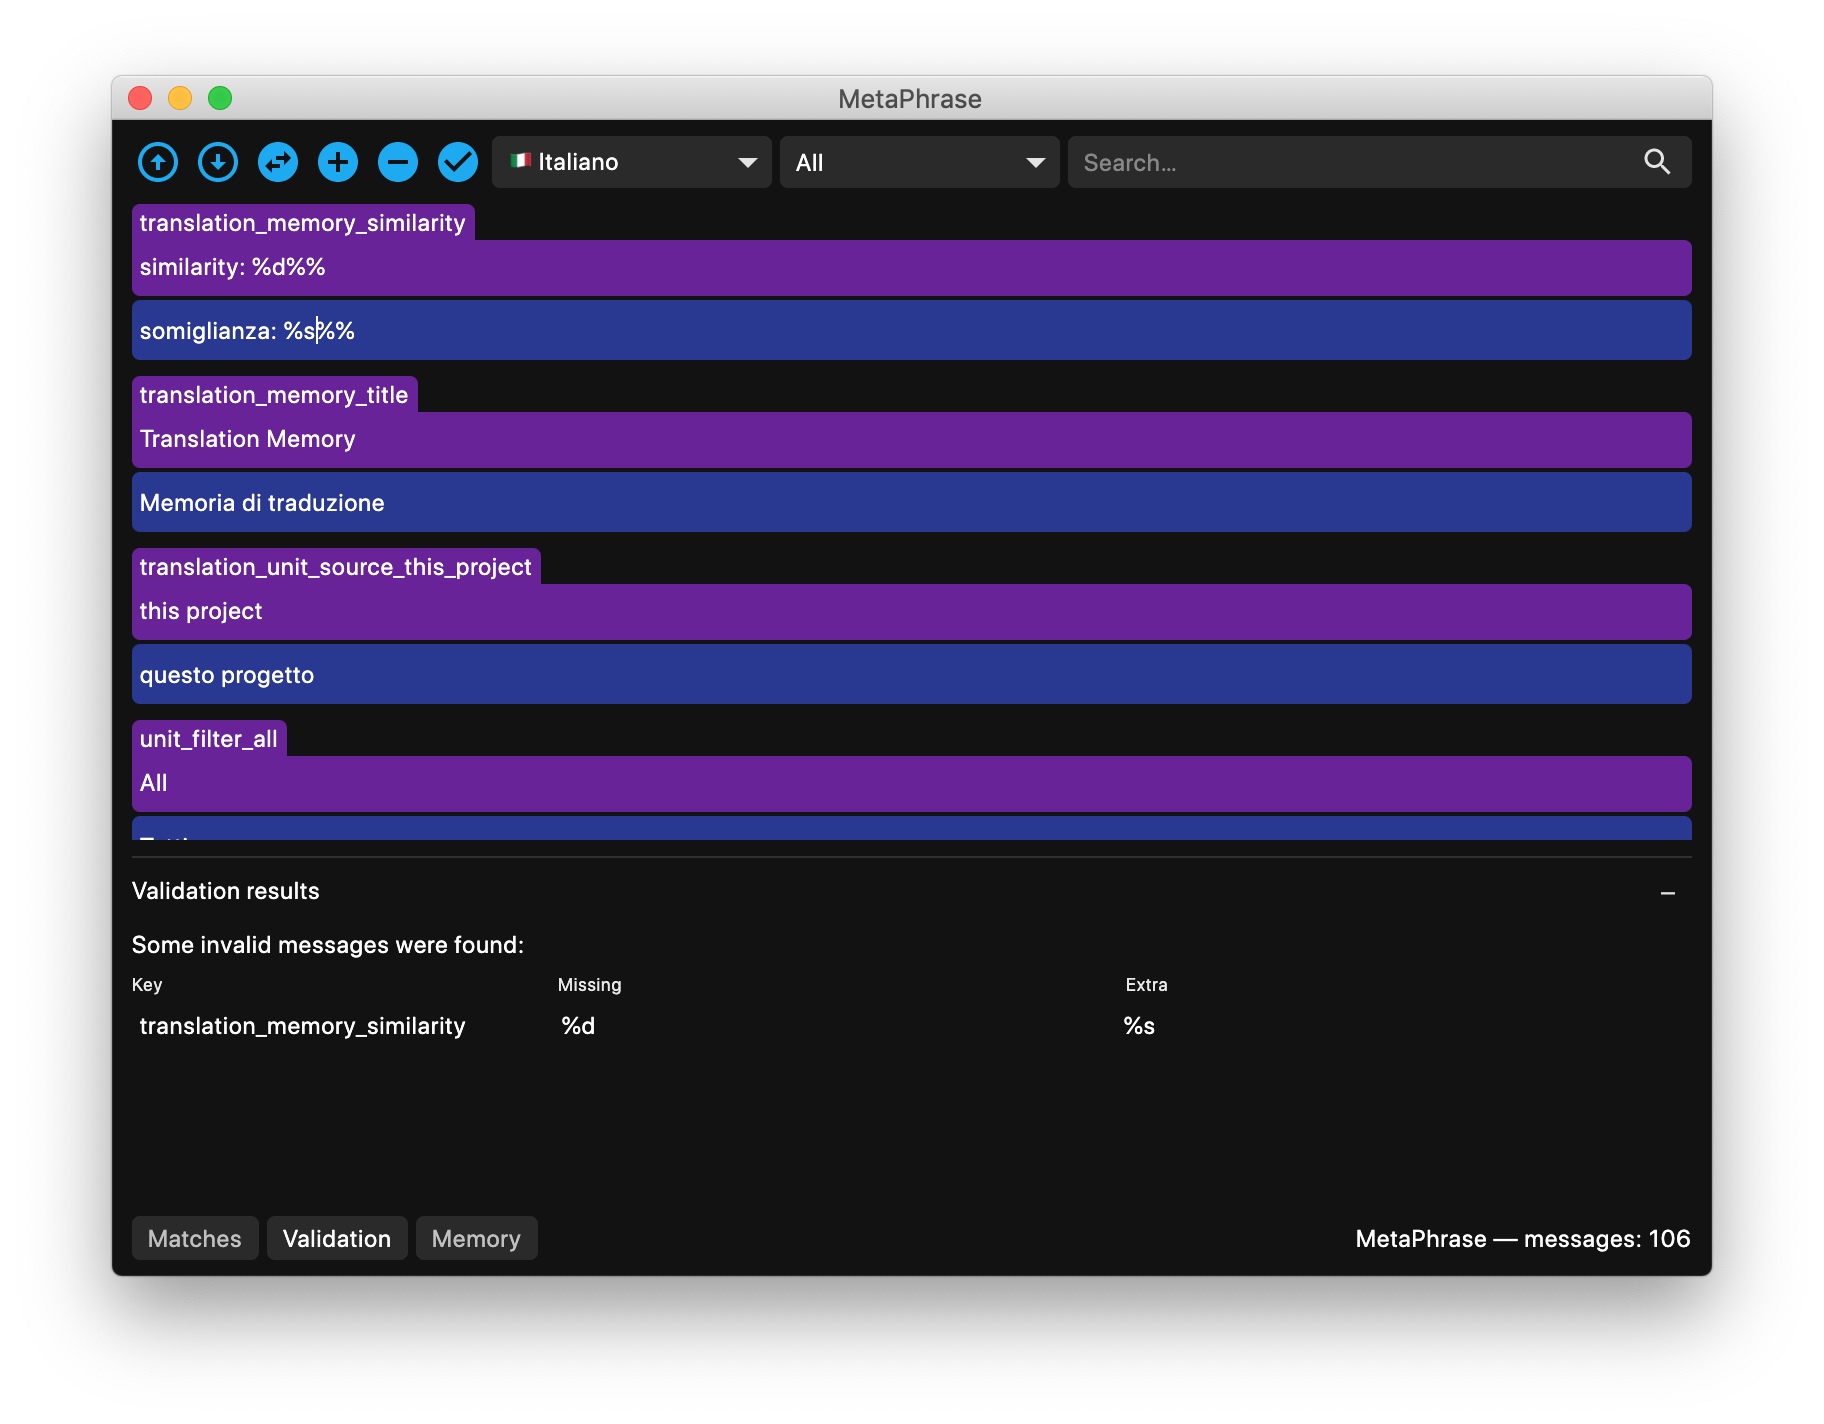 MetaPhrase
Italiano
All
Search...
translation_memory_similarity
similarity: %d%%
somiglianza: %s%%
translation_memory_title
Translation Memory
Memoria di traduzione
translation_unit_source_this_project
this project
questo progetto
unit_filter_all
All
Validation results
Some invalid messages were found:
Key Missing Extra
translation_memory_similarity %d %s
Matches Validation Memory MetaPhrase — messages: 106